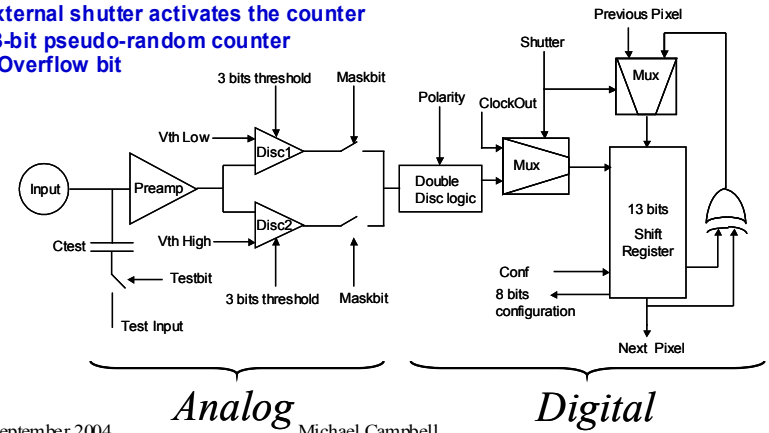 xternal shutter activates the counter
-bit pseudo-random counter
Overflow bit
Previous Pixel
Shutter
Mux
3 bits threshold
Maskbit
Polarity
ClockOut
Vth Low
Disc1
Mux
Input
Preamp
Double
Disc logic
13 bits
Shift
Register
Ctest
Vth High
Disc2
Testbit
Conf
8 bits
configuration
3 bits threshold
Maskbit
Test Input
Next Pixel
Analog
Digital
eptember 2004
Michael Campbell